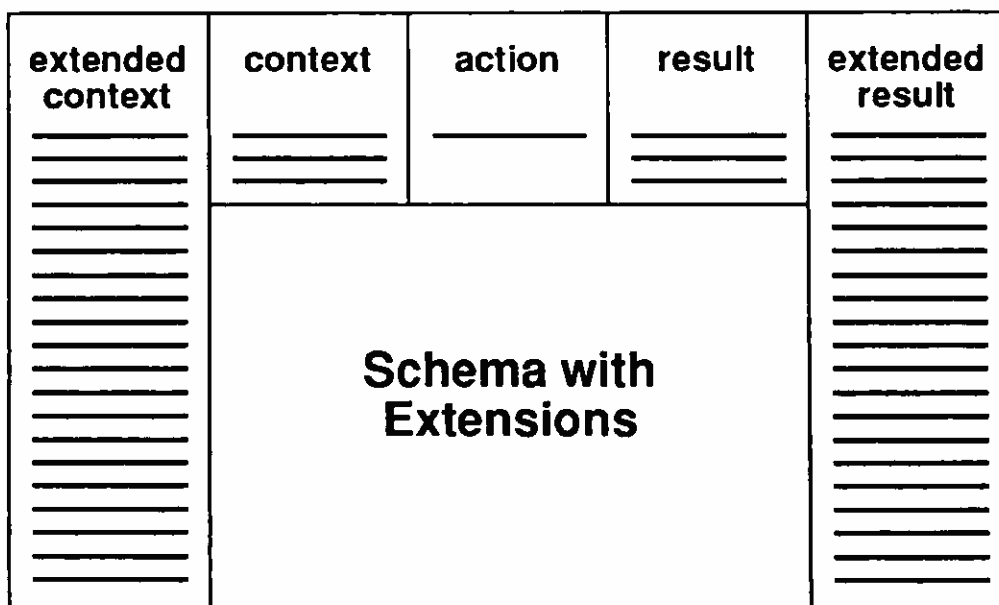 extended
context
context
action
result
extended
result
Schema with
Extensions